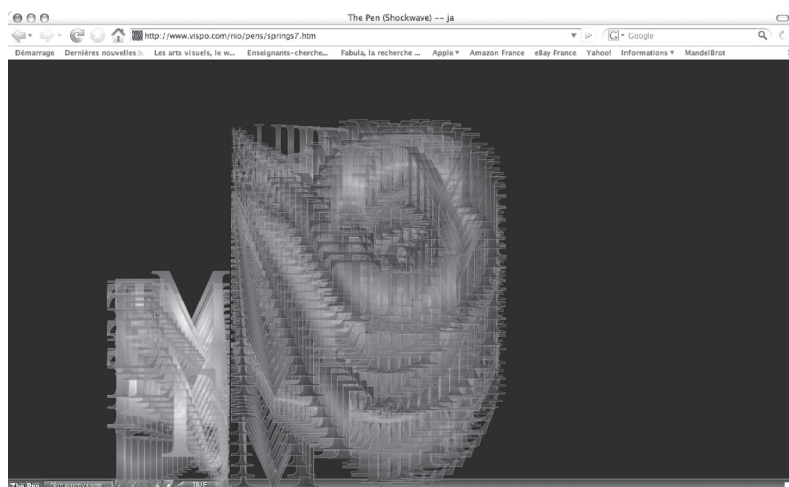 The Pen (Shockwave) -- ja
http://www.vispo.com/nio/pens/springs7.htm
G Google
Démarrage Dernières nouvelles Les arts visuels, le w... Enseignants-cherche... Fabula, la recherche ... Apple Amazon France eBay France Yahoo! Informations MandelBrot
M
The Pen
TIME